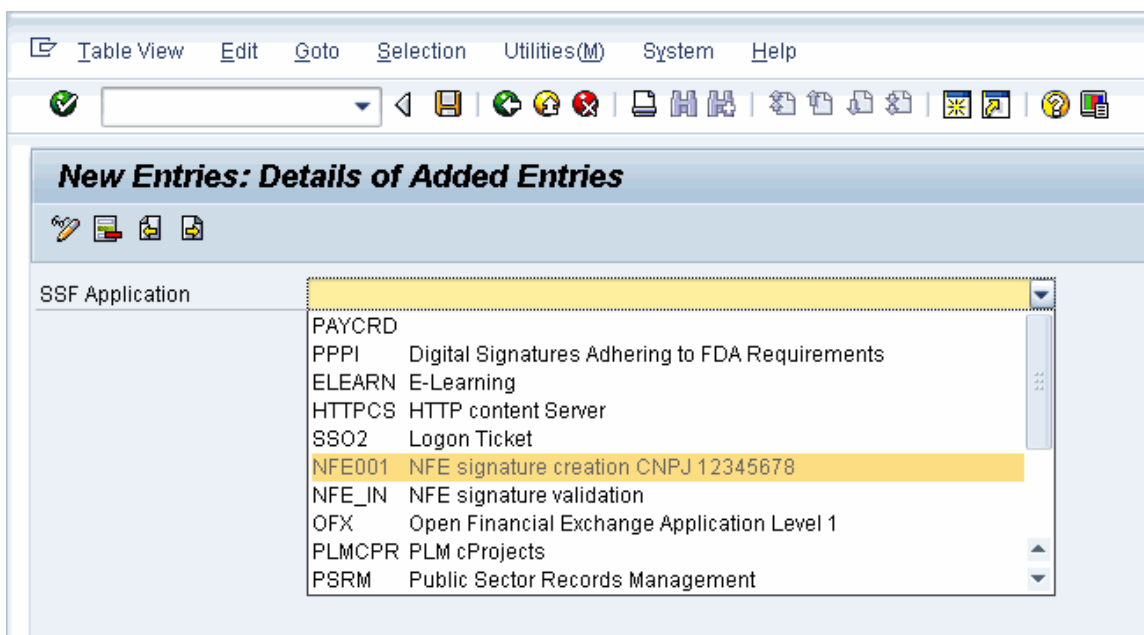 Table View Edit Goto Selection Utilities(M) System Help
New Entries: Details of Added Entries
SSF Application
PAYCRD
PPPI Digital Signatures Adhering to FDA Requirements
ELEARN E-Learning
HTTPCS HTTP content Server
SSO2 Logon Ticket
NFE001 NFE signature creation CNPJ 12345678
NFE_IN NFE signature validation
OFX Open Financial Exchange Application Level 1
PLMCPR PLM cProjects
PSRM Public Sector Records Management